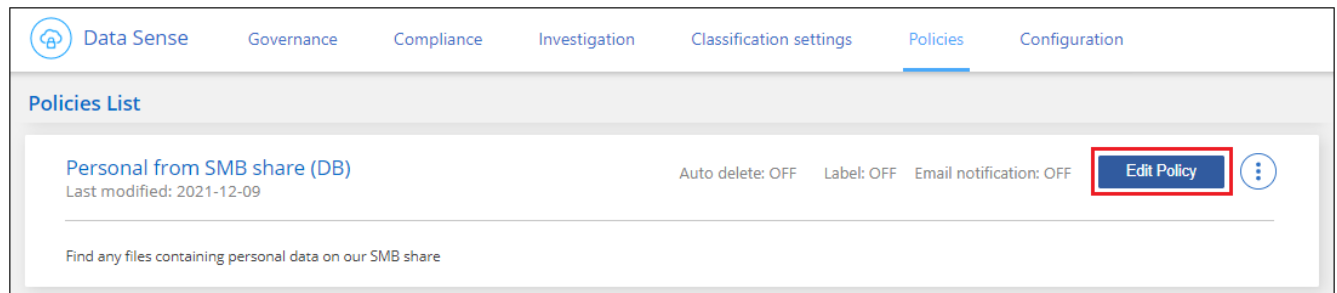 Data Sense Governance Compliance Investigation Classification settings Policies Configuration
Policies List
Personal from SMB share (DB) Auto delete: OFF Label: OFF Email notification: OFF Edit Policy
Last modified: 2021-12-09
Find any files containing personal data on our SMB share